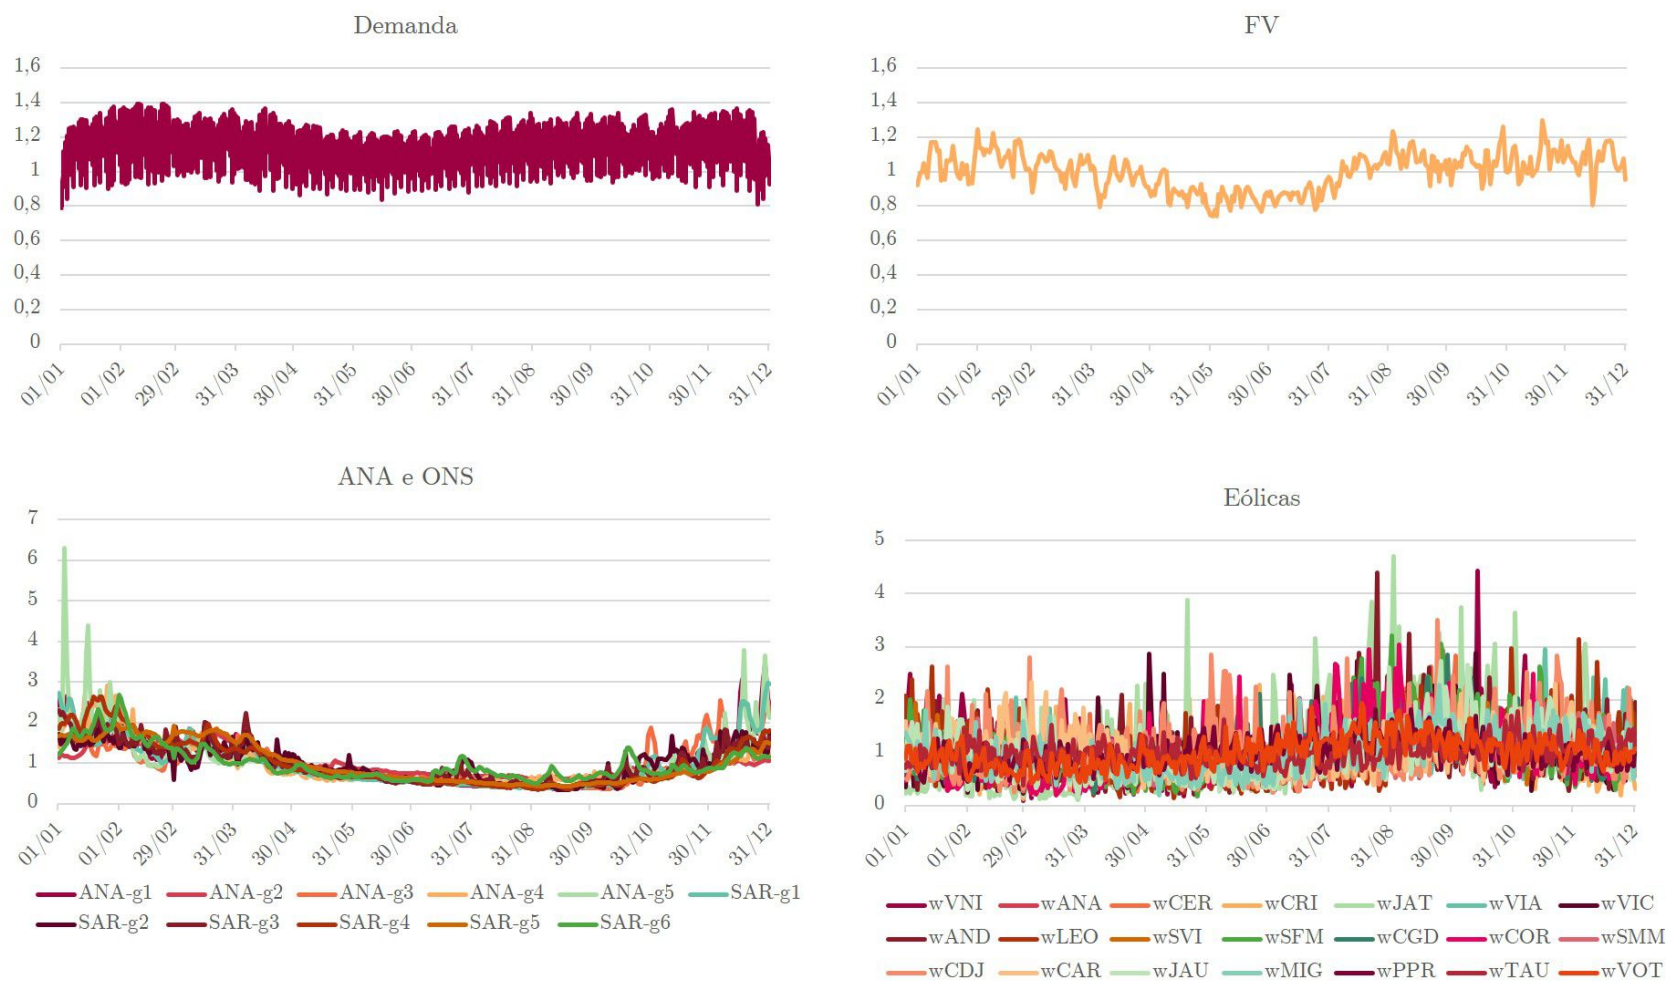 Demanda
1,6
1,4
1,2
1
0,8
0,6
0,4
0,2
0
01/01 01/02 29/02 31/03 30/04 31/05 30/06 31/07 31/08 30/09 31/10 30/11 31/12
FV
1,6
1,4
1,2
1
0,8
0,6
0,4
0,2
0
01/01 01/02 29/02 31/03 30/04 31/05 30/06 31/07 31/08 30/09 31/10 30/11 31/12
ANA e ONS
7
6
5
4
3
2
1
0
01/01 01/02 29/02 31/03 30/04 31/05 30/06 31/07 31/08 30/09 31/10 30/11 31/12
ANA-g1 ANA-g2 ANA-g3 ANA-g4 ANA-g5 SAR-g1
SAR-g2 SAR-g3 SAR-g4 SAR-g5 SAR-g6
Eólicas
5
4
3
2
1
0
01/01 01/02 29/02 31/03 30/04 31/05 30/06 31/07 31/08 30/09 31/10 30/11 31/12
wVNI wANA wCER wCRI wJAT wVIA wVIC
wAND wLEO wSVI wSFM wCGD wCOR wSMM
wCDJ wCAR wJAU wMIG wPPR wTAU wVOT